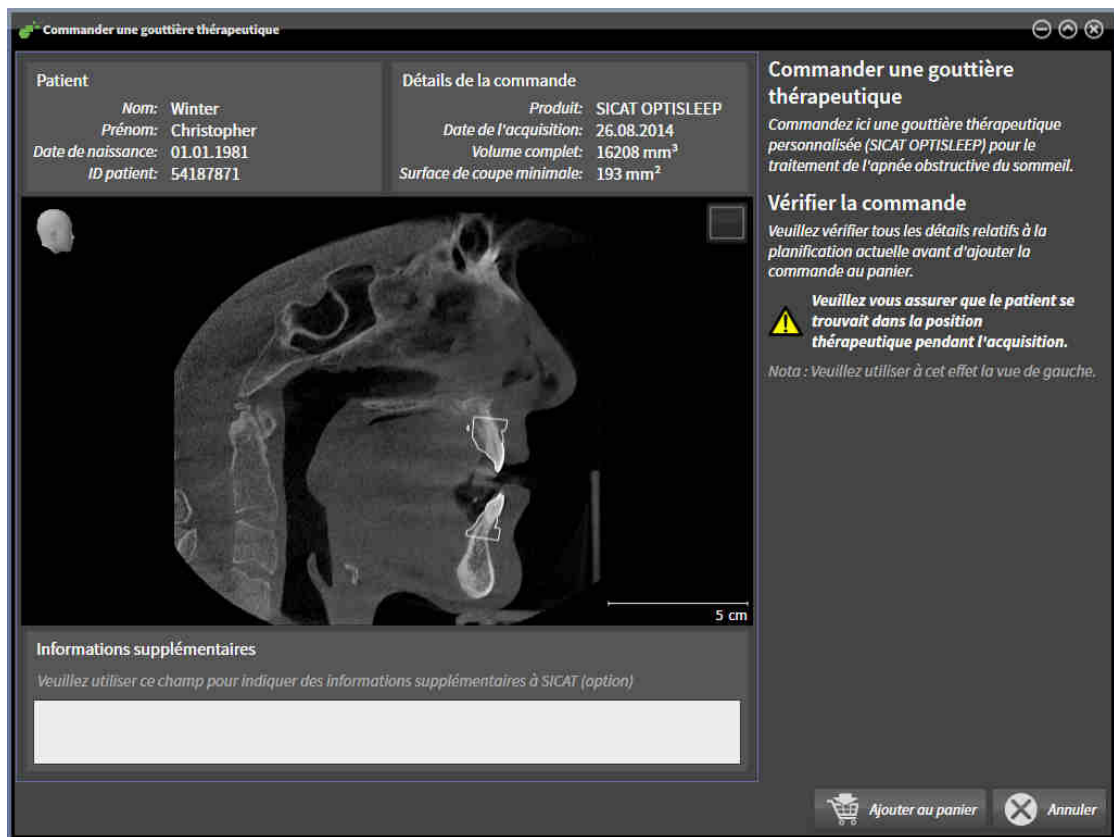 Commander une gouttière thérapeutique
Patient
Nom: Winter
Prénom: Christopher
Date de naissance: 01.01.1981
ID patient: 54187871
Détails de la commande
Produit: SICAT OPTISLEEP
Date de l'acquisition: 26.08.2014
Volume complet: 16208 mm³
Surface de coupe minimale: 193 mm²
5 cm
Informations supplémentaires
Veuillez utiliser ce champ pour indiquer des informations supplémentaires à SICAT (option)
Commander une gouttière
thérapeutique
Commandez ici une gouttière thérapeutique
personnalisée (SICAT OPTISLEEP) pour le
traitement de l'apnée obstructive du sommeil.
Vérifier la commande
Veuillez vérifier tous les détails relatifs à la
planification actuelle avant d'ajouter la
commande au panier.
Veuillez vous assurer que le patient se
trouvait dans la position
thérapeutique pendant l'acquisition.
Nota : Veuillez utiliser à cet effet la vue de gauche.
Ajouter au panier
Annuler